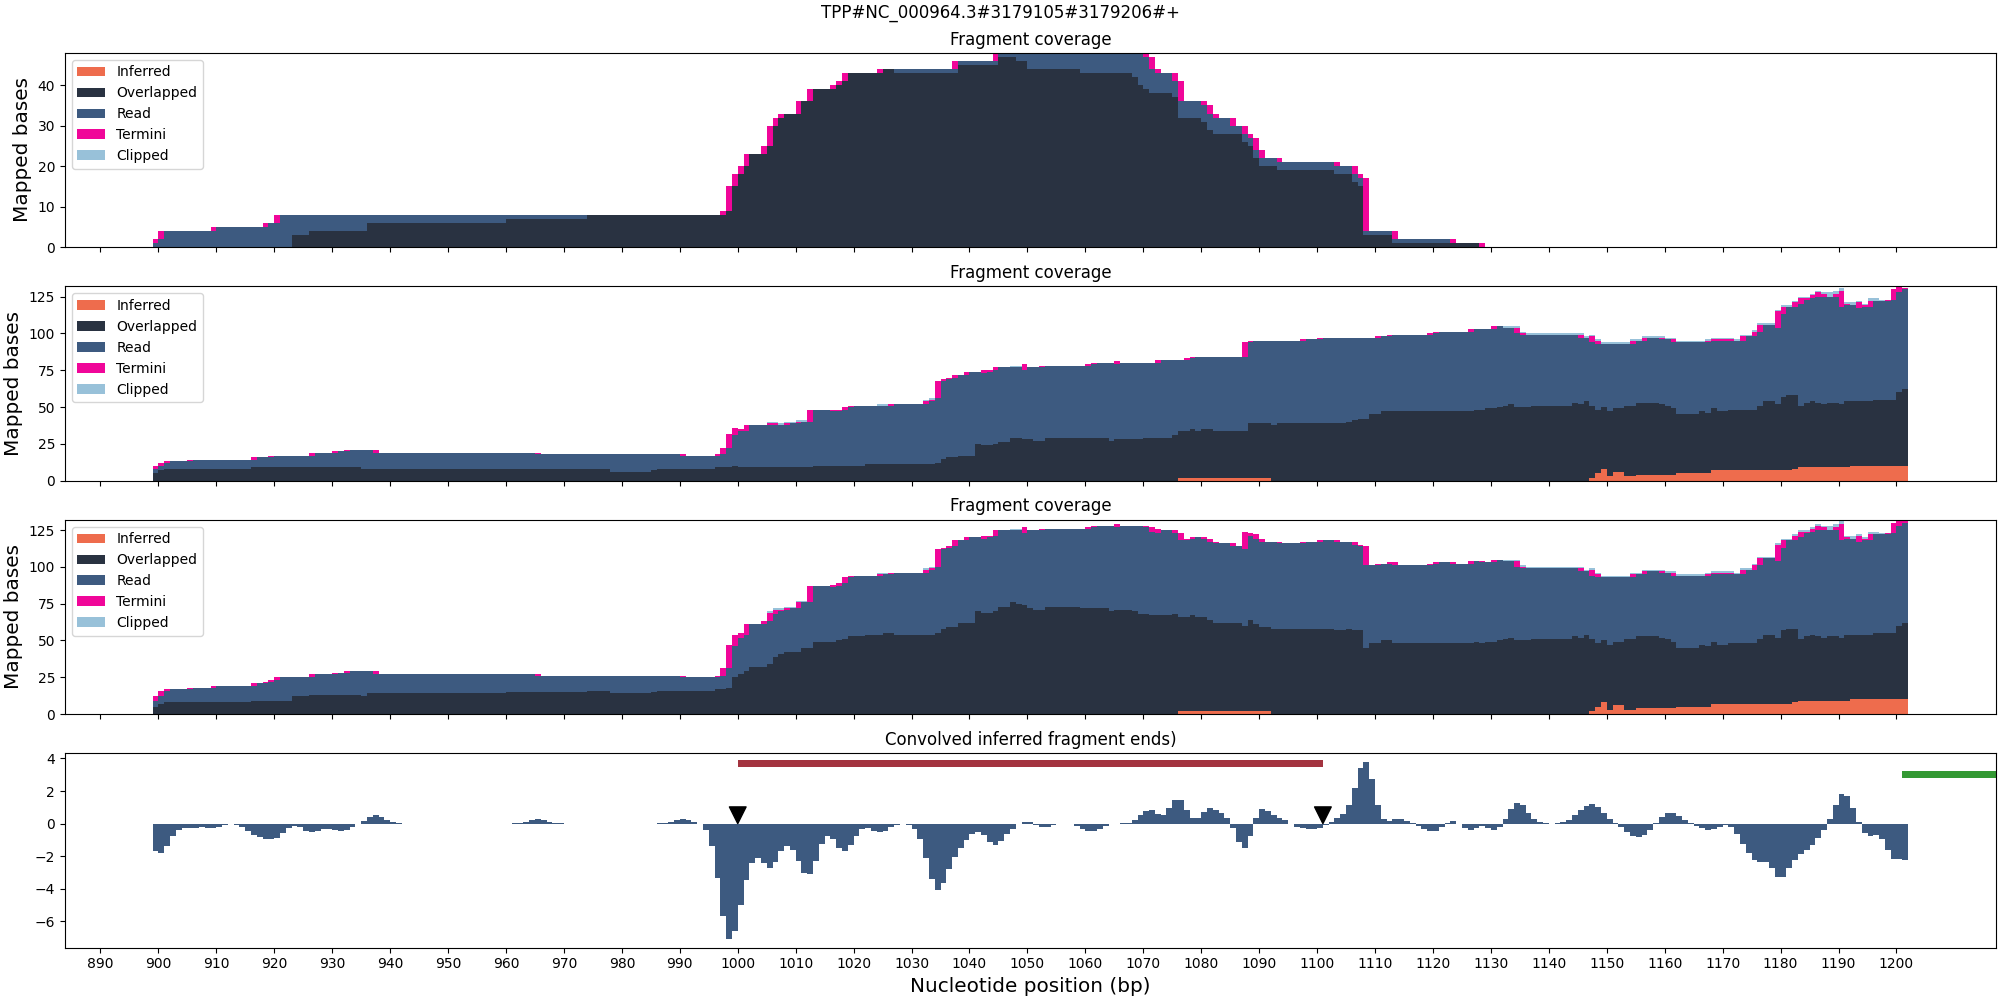 TPP#NC_000964.3#3179105#3179206#+
Fragment coverage
Mapped bases
40
30
20
10
0
Inferred
Overlapped
Read
Termini
Clipped
Fragment coverage
Mapped bases
125
100
75
50
25
0
Inferred
Overlapped
Read
Termini
Clipped
Fragment coverage
Mapped bases
125
100
75
50
25
0
Inferred
Overlapped
Read
Termini
Clipped
Convolved inferred fragment ends)
4
2
0
−2
−4
−6
890 900 910 920 930 940 950 960 970 980 990 1000 1010 1020 1030 1040 1050 1060 1070 1080 1090 1100 1110 1120 1130 1140 1150 1160 1170 1180 1190 1200
Nucleotide position (bp)